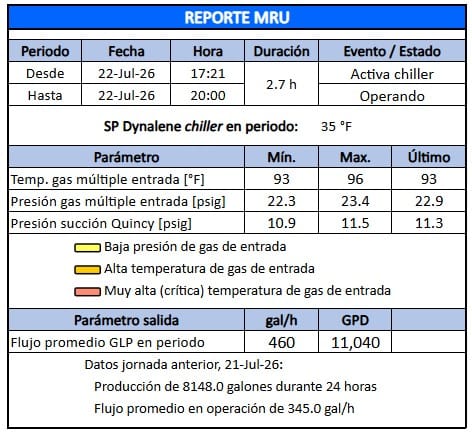 REPORTE MRU
Periodo Fecha Hora Duración Evento / Estado
Desde 22-Jul-26 17:21 2.7 h Activa chiller
Hasta 22-Jul-26 20:00 Operando
SP Dynalene chiller en periodo: 35 °F
Parámetro Mín. Max. Último
Temp. gas múltiple entrada [°F] 93 96 93
Presión gas múltiple entrada [psig] 22.3 23.4 22.9
Presión succión Quincy [psig] 10.9 11.5 11.3
Baja presión de gas de entrada
Alta temperatura de gas de entrada
Muy alta (crítica) temperatura de gas de entrada
Parámetro salida gal/h GPD
Flujo promedio GLP en periodo 460 11,040
Datos jornada anterior, 21-Jul-26:
Producción de 8148.0 galones durante 24 horas
Flujo promedio en operación de 345.0 gal/h